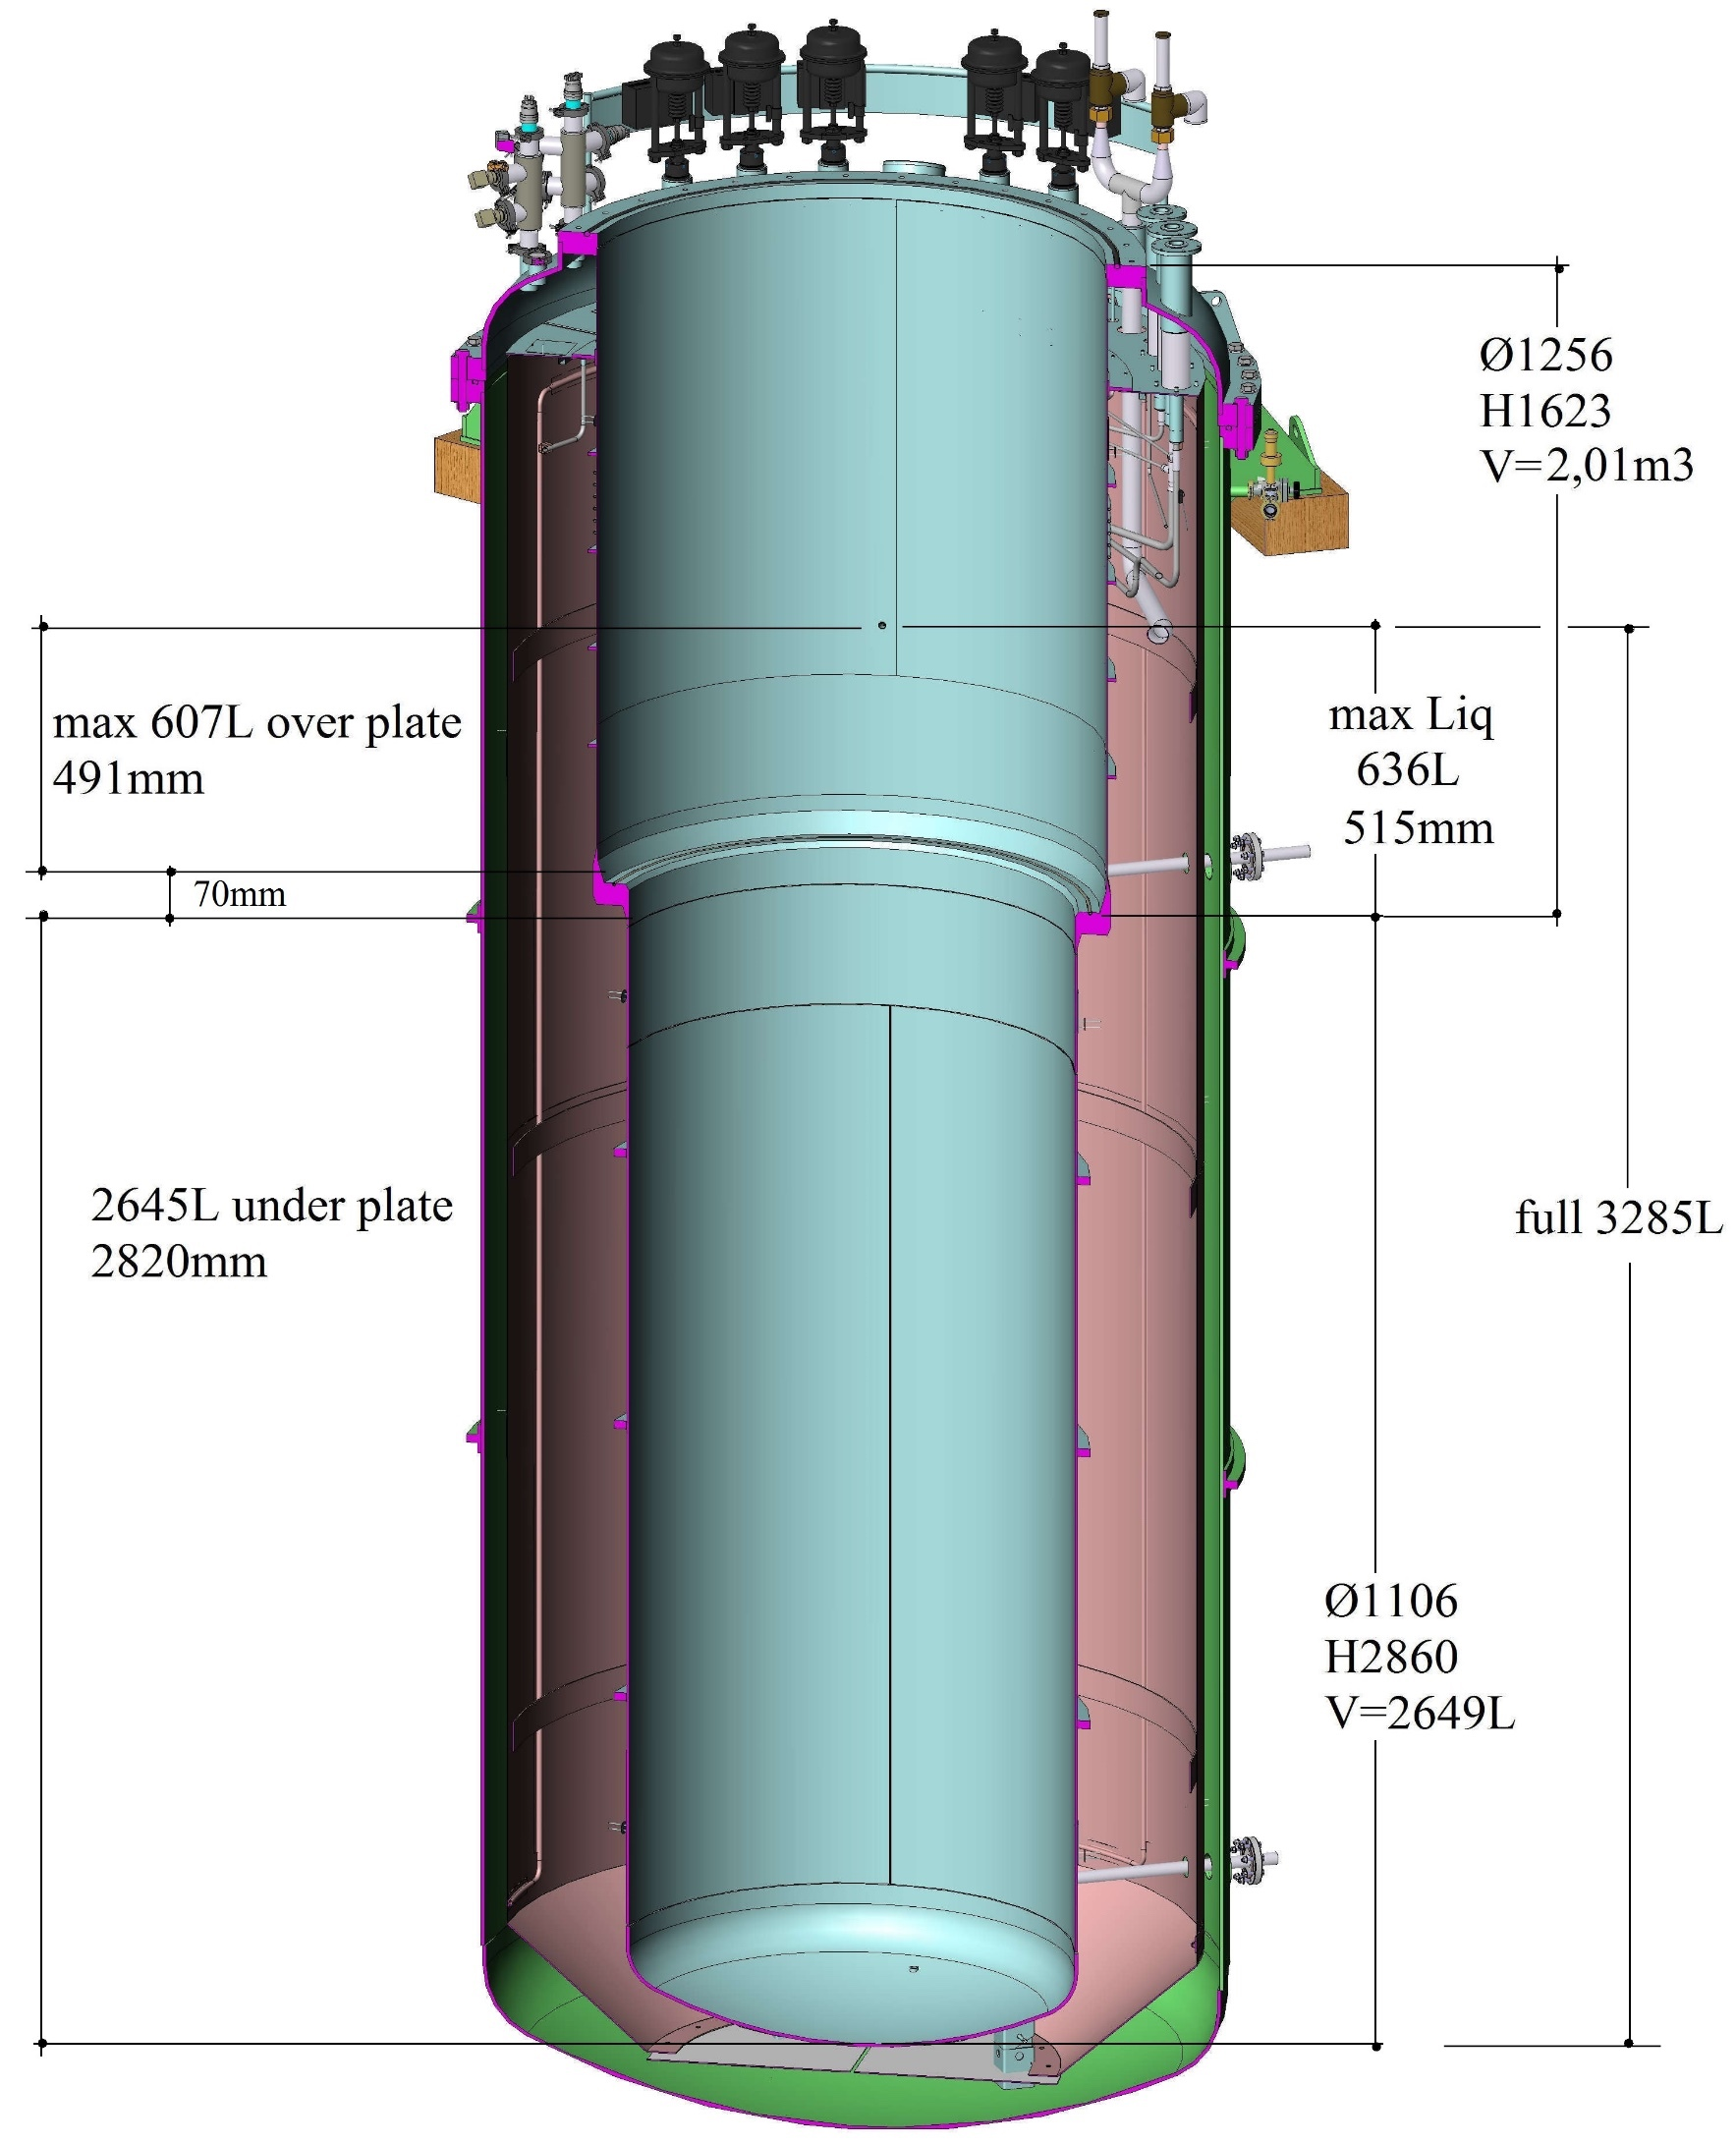 Ø1256
H1623
V=2,01m3
max 607L over plate
491mm
max Liq
636L
515mm
70mm
2645L under plate
2820mm
full 3285L
Ø1106
H2860
V=2649L